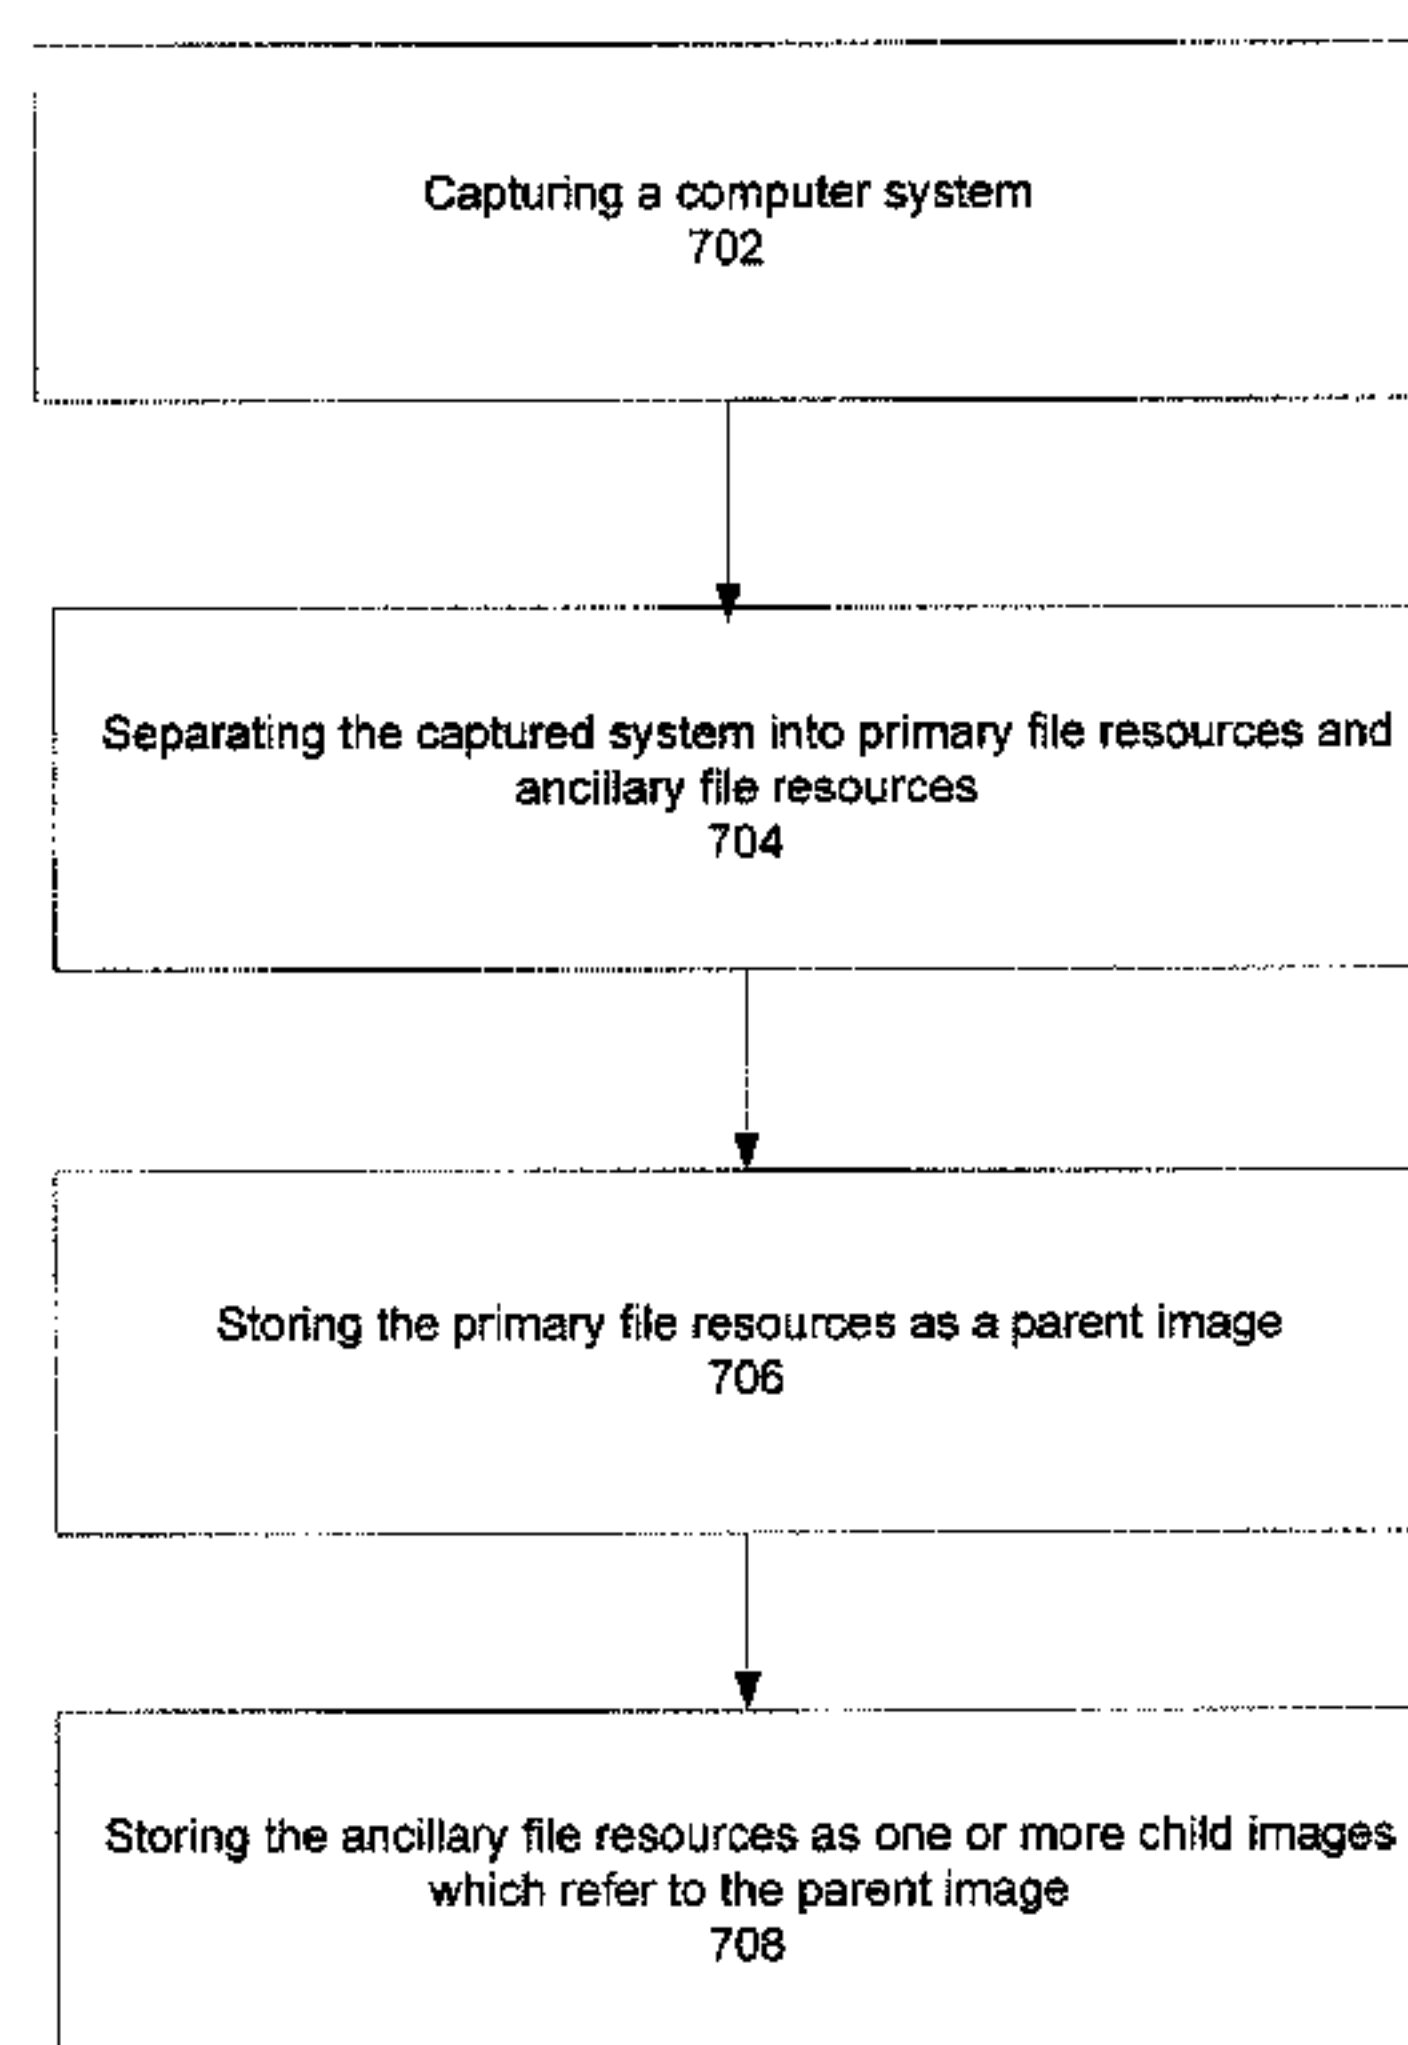 Capturing a computer system
702
Separating the captured system into primary file resources and
ancillary file resources
704
Storing the primary file resources as a parent image
706
Storing the ancillary file resources as one or more child images
which refer to the parent image
708